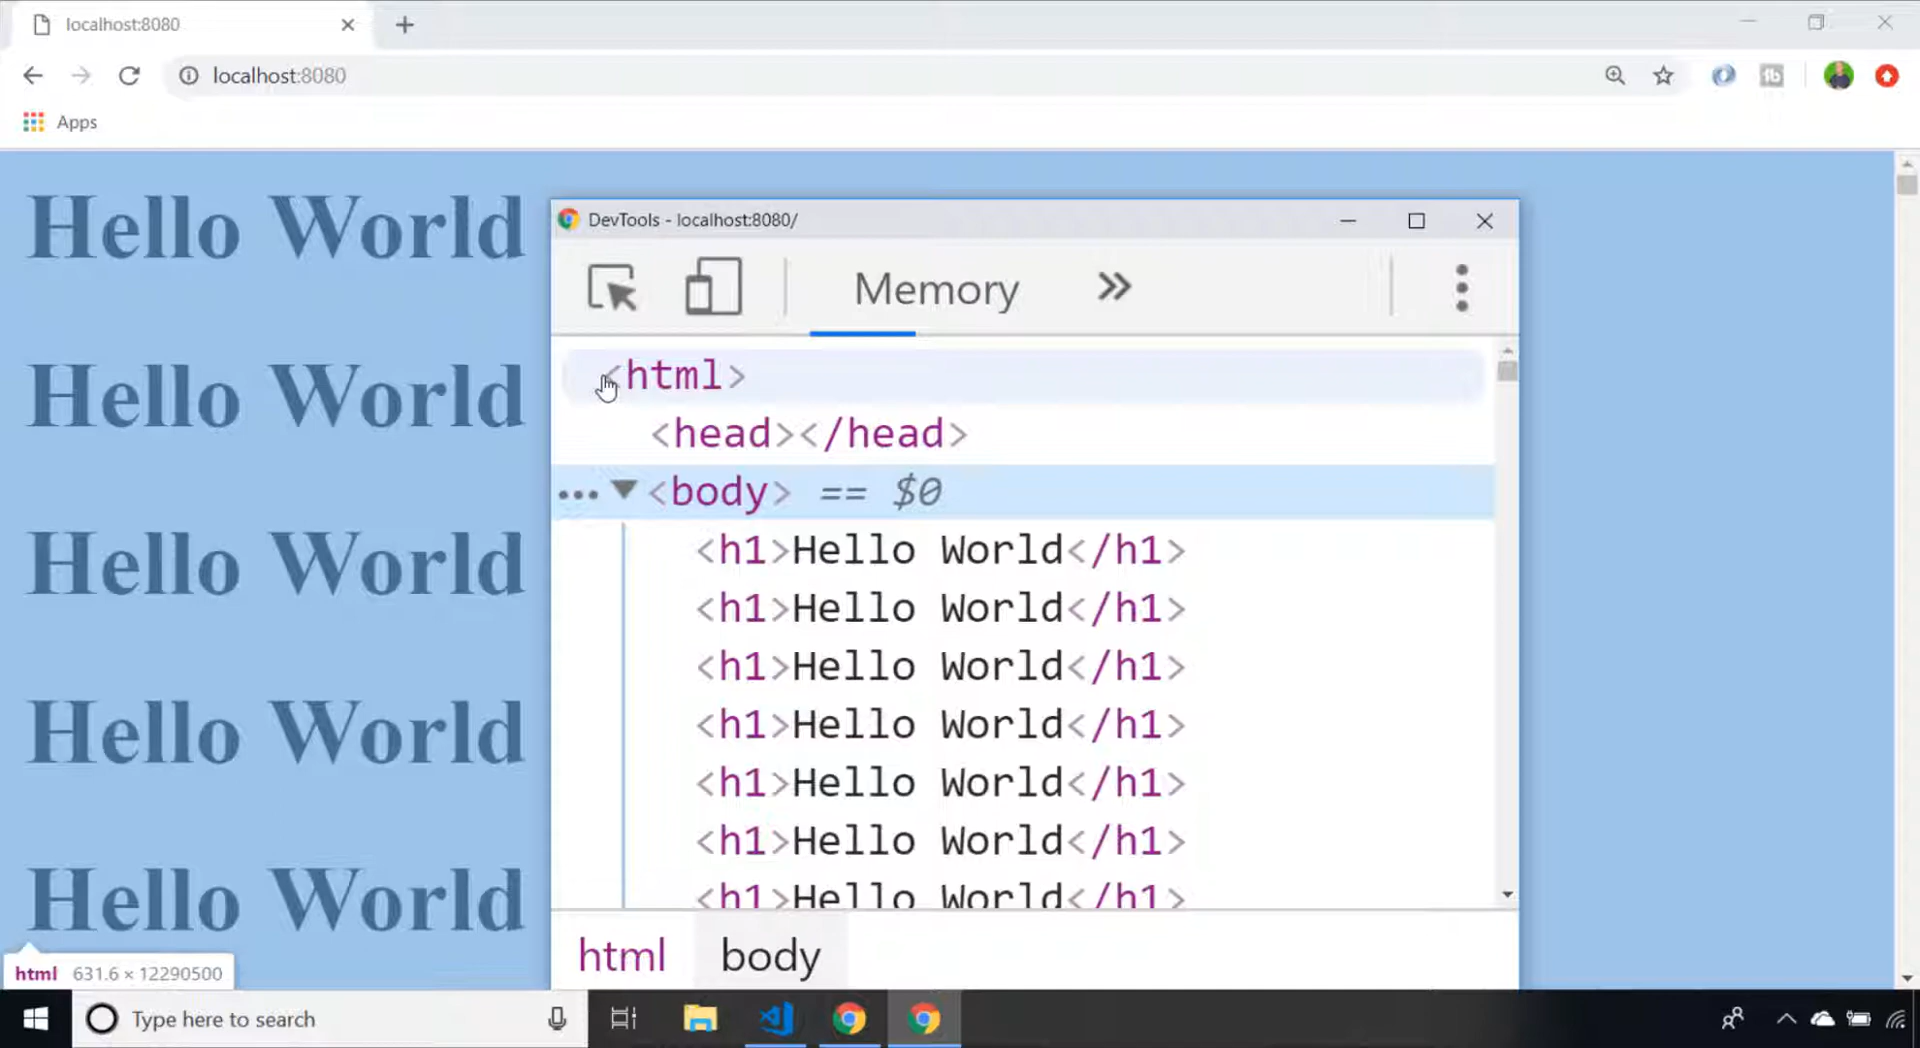 localhost:8080
localhost:8080
Apps
Hello World
Hello World
Hello World
Hello World
Hello World
DevTools - localhost:8080/
Memory
<html>
<head></head>
<body> == $0
<h1>Hello World</h1>
<h1>Hello World</h1>
<h1>Hello World</h1>
<h1>Hello World</h1>
<h1>Hello World</h1>
<h1>Hello World</h1>
<h1>Hello World</h1>
html body
html 631.6 × 12290500
Type here to search